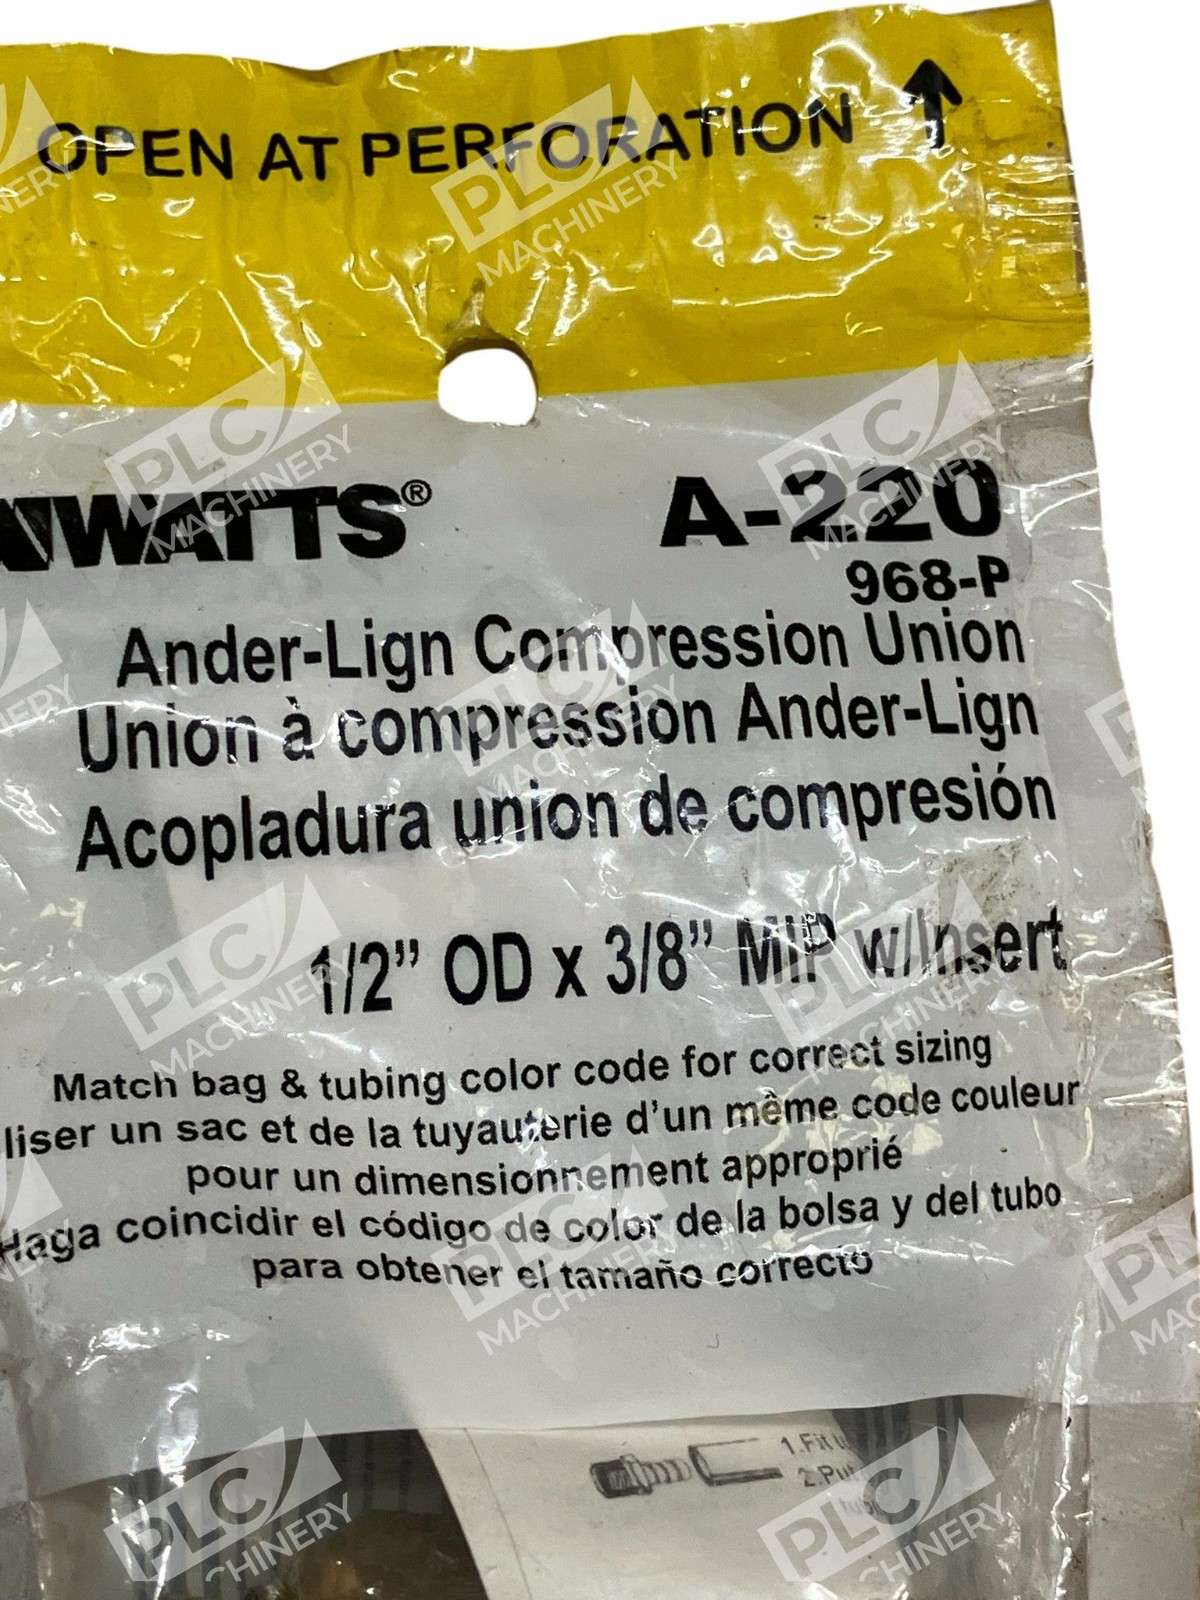 OPEN AT PERFORATION ↑
WATTS® A-220
968-P
Ander-Lign Compression Union
Union à compression Ander-Lign
Acopladura union de compresión
1/2” OD x 3/8” MIP w/Insert
Match bag & tubing color code for correct sizing
liser un sac et de la tuyauterie d’un même code couleur
pour un dimensionnement approprié
Haga coincidir el código de color de la bolsa y del tubo
para obtener el tamaño correcto
1.Fit
2.Put
PLC MACHINERY